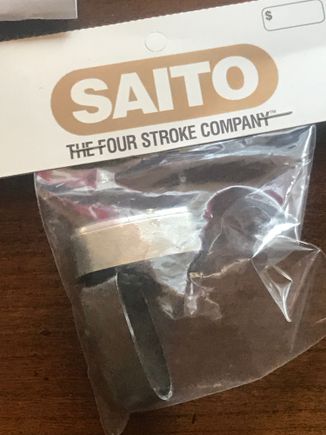 $
SAITO
THE FOUR STROKE COMPANY™